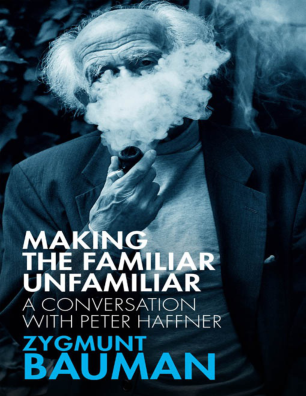 MAKING
THE FAMILIAR
UNFAMILIAR
A CONVERSATION
WITH PETER HAFFNER
ZYGMUNT
BAUMAN